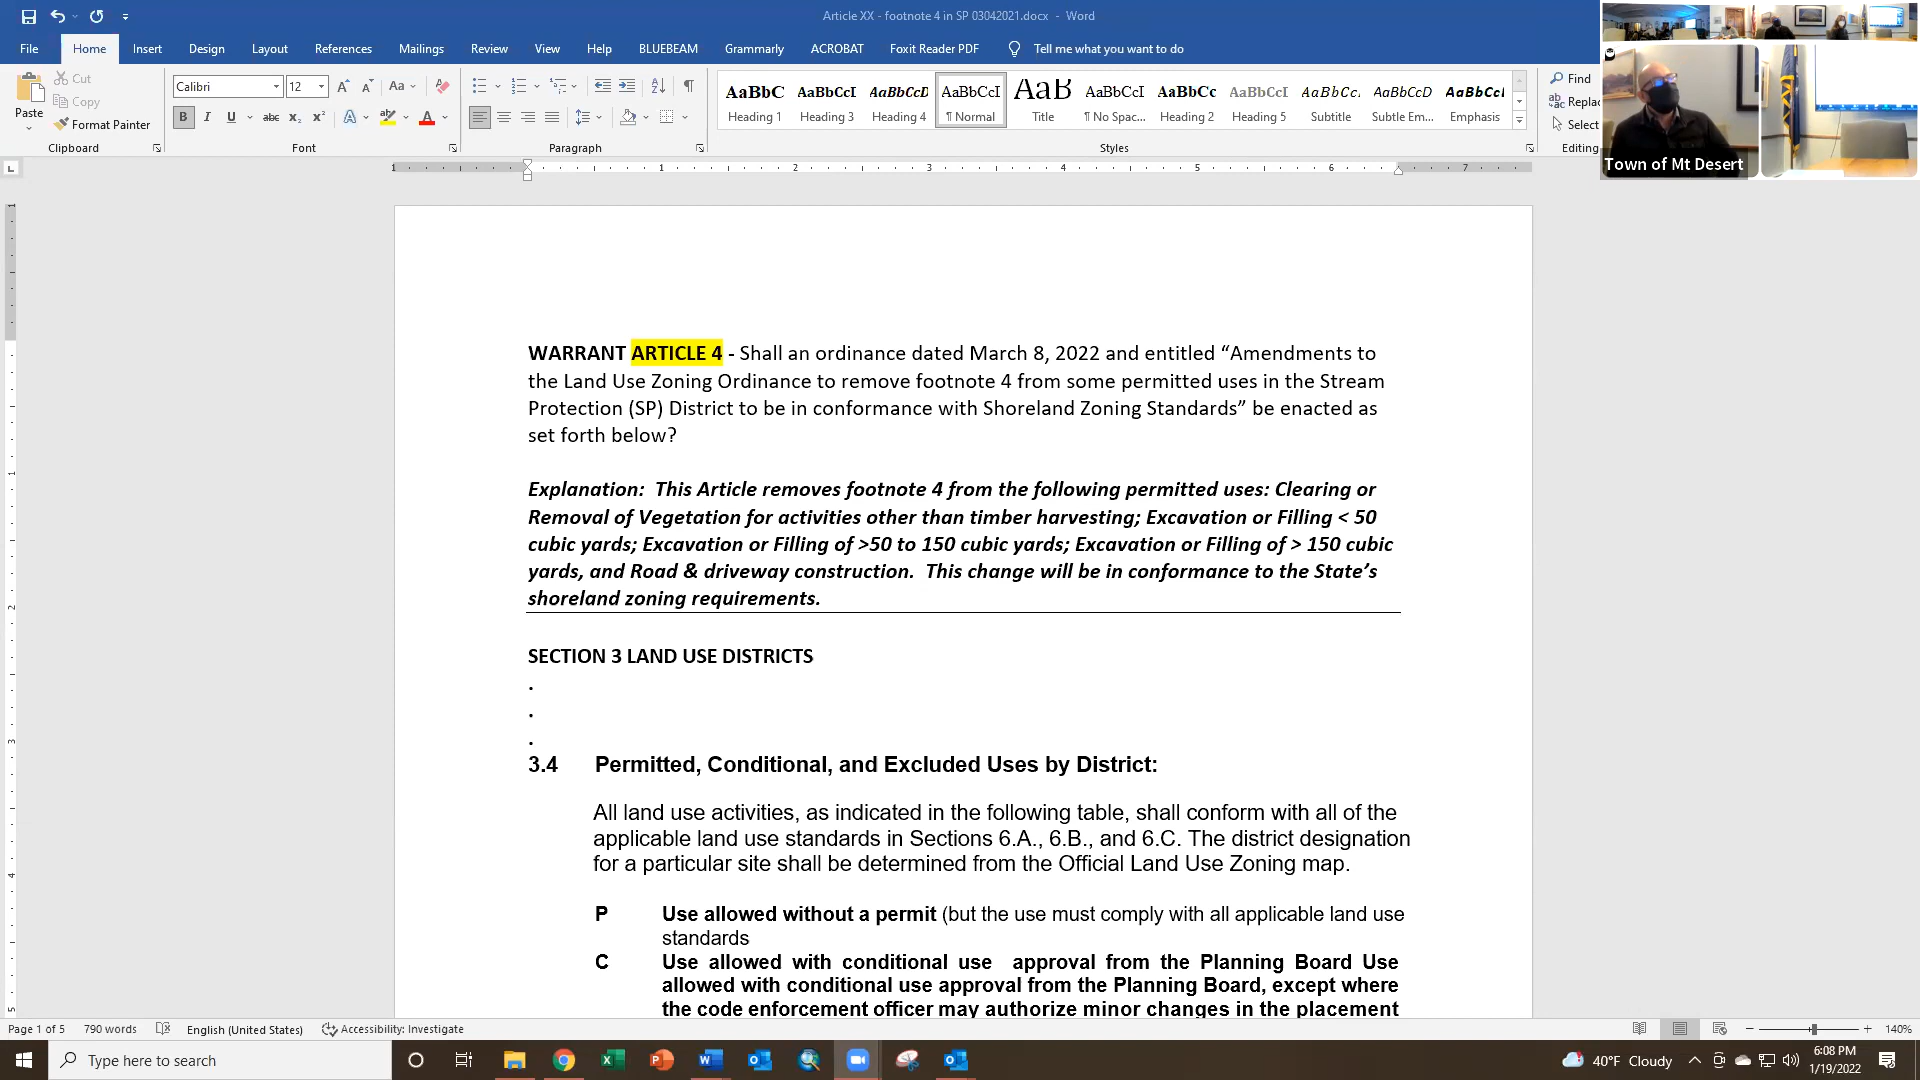 Article XX - footnote 4 in SP 03042021.docx - Word
File Home Insert Design Layout References Mailings Review View Help BLUEBEAM Grammarly ACROBAT Foxit Reader PDF Tell me what you want to do
Paste
Cut
Copy
Format Painter
Clipboard
Calibri 12
Font
Paragraph
AaBbC AaBbCcI AaBbCcD AaBbCcI AaB AaBbCcI AaBbCc AaBbCcI AaBbCc. AaBbCcD AaBbCcI
Heading 1 Heading 3 Heading 4 ¶ Normal Title ¶ No Spac... Heading 2 Heading 5 Subtitle Subtle Em... Emphasis
Styles
Find
Replac
Select
Editing
Town of Mt Desert
1 1 2 3 4 5 6 7
WARRANT ARTICLE 4 - Shall an ordinance dated March 8, 2022 and entitled “Amendments to
the Land Use Zoning Ordinance to remove footnote 4 from some permitted uses in the Stream
Protection (SP) District to be in conformance with Shoreland Zoning Standards” be enacted as
set forth below?
Explanation:  This Article removes footnote 4 from the following permitted uses: Clearing or
Removal of Vegetation for activities other than timber harvesting; Excavation or Filling < 50
cubic yards; Excavation or Filling of >50 to 150 cubic yards; Excavation or Filling of > 150 cubic
yards, and Road & driveway construction.  This change will be in conformance to the State’s
shoreland zoning requirements.
SECTION 3 LAND USE DISTRICTS
.
.
.
3.4 Permitted, Conditional, and Excluded Uses by District:
All land use activities, as indicated in the following table, shall conform with all of the
applicable land use standards in Sections 6.A., 6.B., and 6.C. The district designation
for a particular site shall be determined from the Official Land Use Zoning map.
P Use allowed without a permit (but the use must comply with all applicable land use
standards
C Use allowed with conditional use  approval from the Planning Board Use
allowed with conditional use approval from the Planning Board, except where
the code enforcement officer may authorize minor changes in the placement
Page 1 of 5 790 words English (United States) Accessibility: Investigate 140%
Type here to search
40°F Cloudy
6:08 PM
1/19/2022